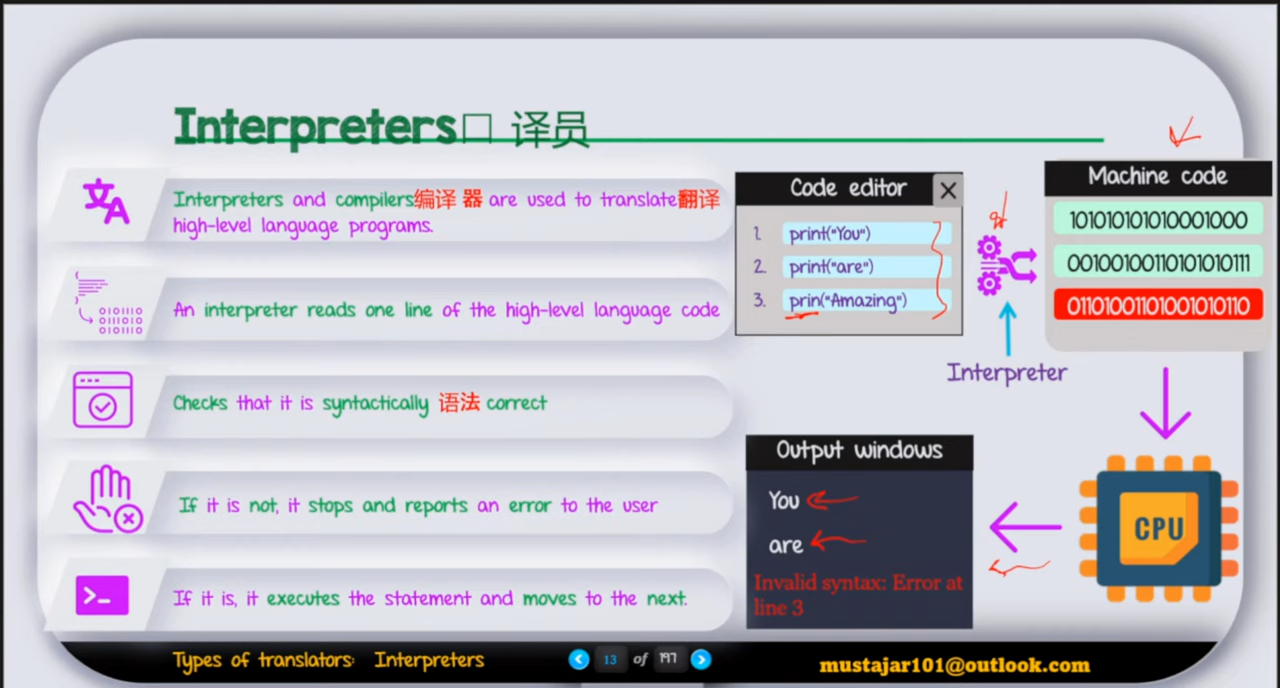 Interpreters□ 译员
Interpreters and compilers编译 器 are used to translate翻译
high-level language programs.
An interpreter reads one line of the high-level language code
Checks that it is syntactically 语法 correct
If it is not, it stops and reports an error to the user
If it is, it executes the statement and moves to the next.
Code editor
1. print("You")
2. print("are")
3. prin("Amazing")
Interpreter
Machine code
101010101010001000
00100100110101010111
01101001101001010110
CPU
Output windows
You
are
Invalid syntax: Error at
line 3
Types of translators: Interpreters
13 of 197
mustajar101@outlook.com